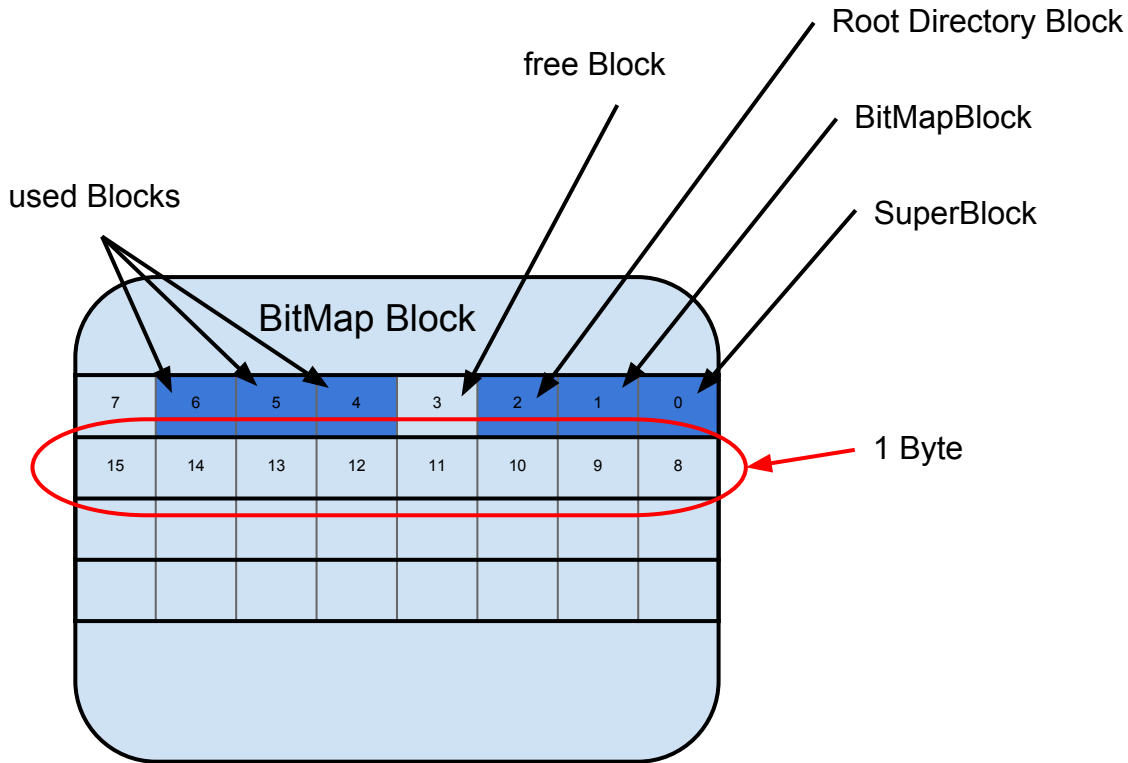 Root Directory Block
free Block
BitMapBlock
used Blocks
SuperBlock
BitMap Block
7 6 5 4 3 2 1 0
15 14 13 12 11 10 9 8
1 Byte